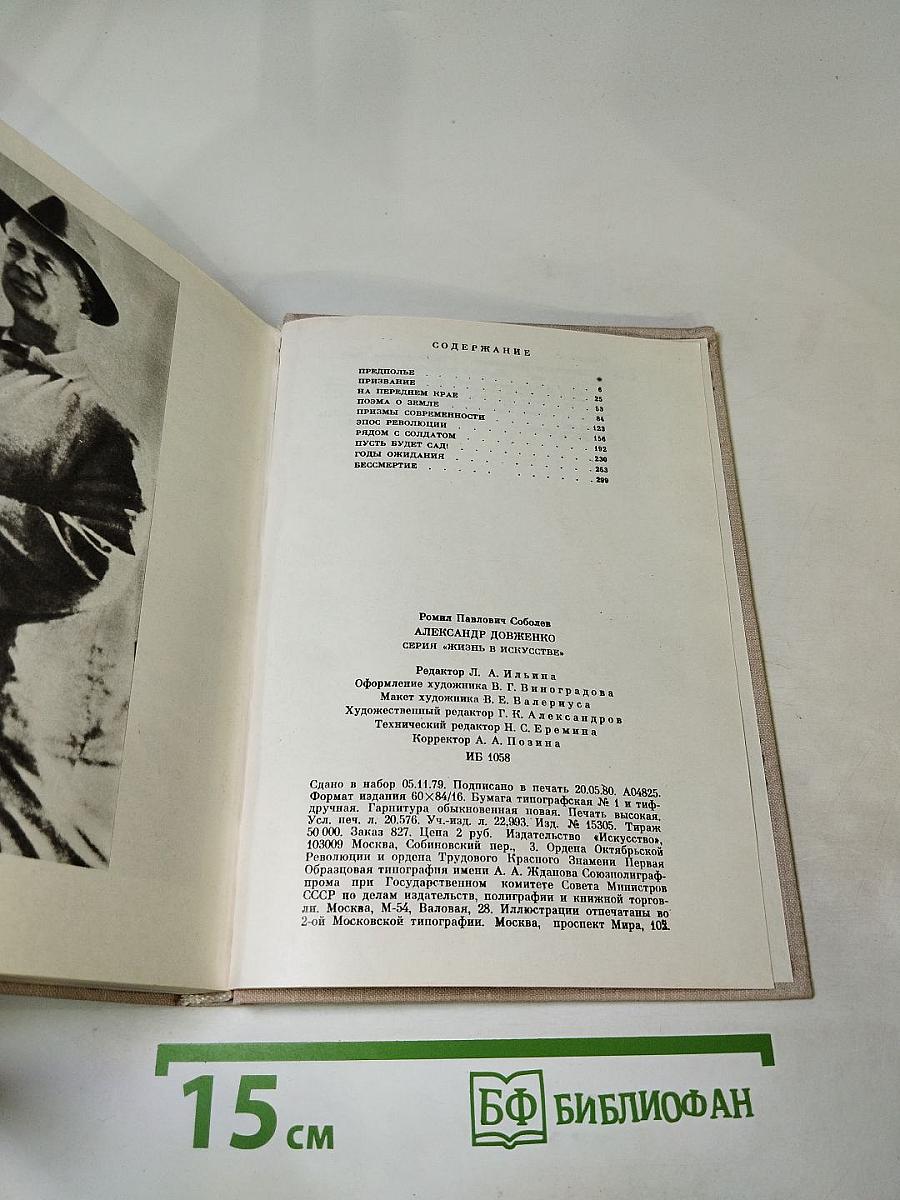 СОДЕРЖАНИЕ
ПРЕДПОЛЬЕ
ПРИЗВАНИЕ 6
НА ПЕРЕДНЕМ КРАЕ 25
ПОЭМА О ЗЕМЛЕ 53
ПРИЗМЫ СОВРЕМЕННОСТИ 84
ЭПОС РЕВОЛЮЦИИ 123
РЯДОМ С СОЛДАТОМ 156
ПУСТЬ БУДЕТ САД! 192
ГОДЫ ОЖИДАНИЯ 230
БЕССМЕРТИЕ 253
299
Ромил Павлович Соболев
АЛЕКСАНДР ДОВЖЕНКО
СЕРИЯ «ЖИЗНЬ В ИСКУССТВЕ»
Редактор Л. А. Ильина
Оформление художника В. Г. Виноградова
Макет художника В. Е. Валериуса
Художественный редактор Г. К. Александров
Технический редактор Н. С. Еремина
Корректор А. А. Позина
ИБ 1058
Сдано в набор 05.11.79. Подписано в печать 20.05.80. А04825.
Формат издания 60×84/16. Бумага типографская № 1 и тиф-
дручная. Гарнитура обыкновенная новая. Печать высокая.
Усл. печ. л. 20,576. Уч.-изд. л. 22,993. Изд. № 15305. Тираж
50 000. Заказ 827. Цена 2 руб. Издательство «Искусство»,
103009 Москва, Собиновский пер., 3. Ордена Октябрьской
Революции и ордена Трудового Красного Знамени Первая
Образцовая типография имени А. А. Жданова Союзполиграф-
прома при Государственном комитете Совета Министров
СССР по делам издательств, полиграфии и книжной торгов-
ли. Москва, М-54, Валовая, 28. Иллюстрации отпечатаны во
2-ой Московской типографии. Москва, проспект Мира,
15 см
БФ БИБЛИОФАН